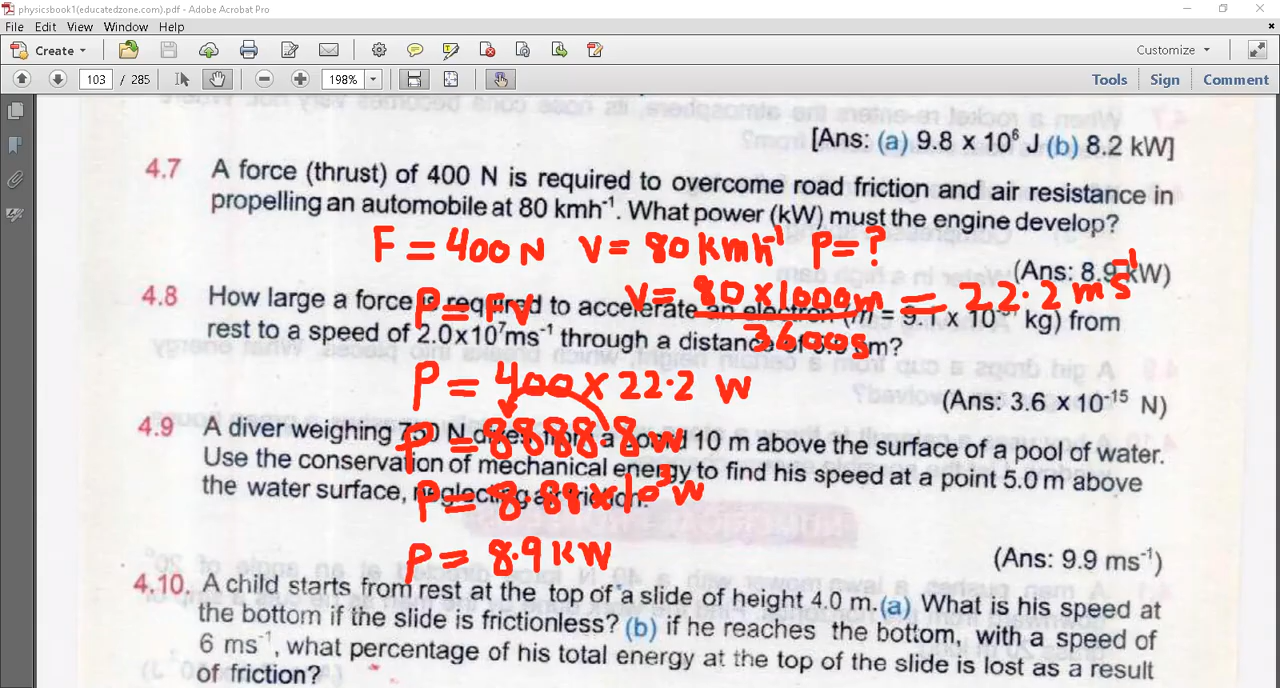 physicsbook1(educatedzone.com).pdf - Adobe Acrobat Pro
File Edit View Window Help
Create Customize
103 / 285 198% Tools Sign Comment
[Ans: (a) 9.8 x 10⁶ J (b) 8.2 kW]
4.7 A force (thrust) of 400 N is required to overcome road friction and air resistance in
propelling an automobile at 80 kmh⁻¹. What power (kW) must the engine develop?
F = 400 N V = 80 kmh⁻¹ P = ?
(Ans: 8.9 kW)
P = FV V = 80 x 1000m / 3600s = 22.2 ms⁻¹
4.8 How large a force is required to accelerate an electron (m = x 10 kg) from
rest to a speed of 2.0x10⁷ms⁻¹ through a distance of m?
P = 400 x 22.2 W
(Ans: 3.6 x 10⁻¹⁵ N)
4.9 A diver weighing 750 N dives from a 10 m above the surface of a pool of water.
P = W
Use the conservation of mechanical energy to find his speed at a point 5.0 m above
the water surface, neglecting air friction.
P = 8.88 x 10³ W
P = 8.9 kW
(Ans: 9.9 ms⁻¹)
4.10. A child starts from rest at the top of a slide of height 4.0 m. (a) What is his speed at
the bottom if the slide is frictionless? (b) if he reaches the bottom, with a speed of
6 ms⁻¹, what percentage of his total energy at the top of the slide is lost as a result
of friction?